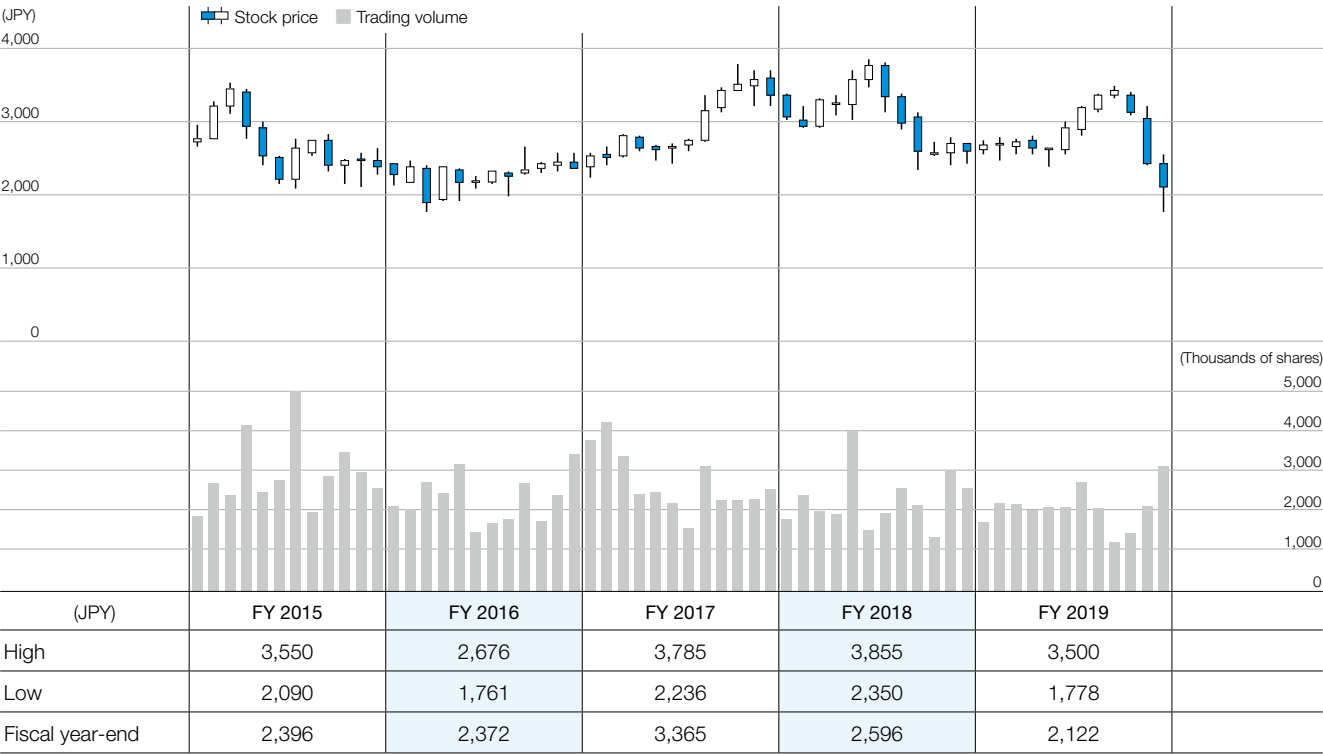 (JPY)
Stock price Trading volume
4,000
3,000
2,000
1,000
0
(Thousands of shares)
5,000
4,000
3,000
2,000
1,000
0
(JPY) FY 2015 FY 2016 FY 2017 FY 2018 FY 2019
High 3,550 2,676 3,785 3,855 3,500
Low 2,090 1,761 2,236 2,350 1,778
Fiscal year-end 2,396 2,372 3,365 2,596 2,122